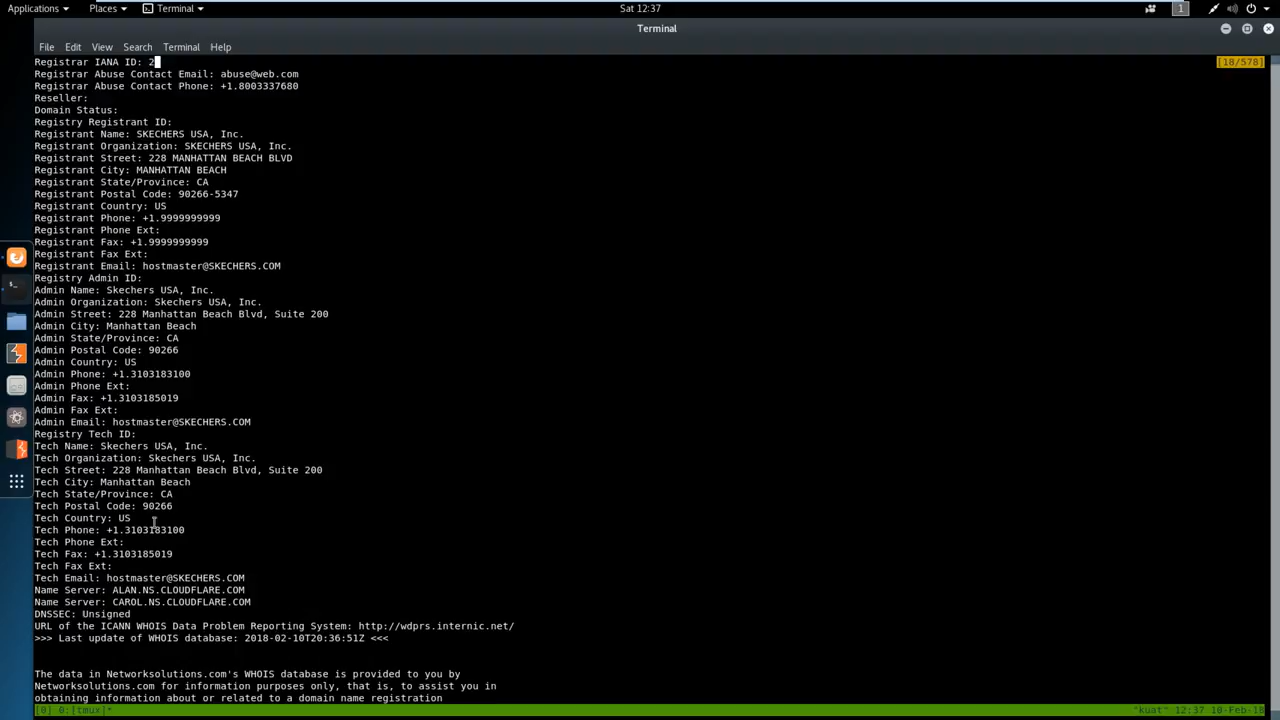 Applications
Places
Terminal
Sat 12:37
1
Terminal
File Edit View Search Terminal Help
Registrar IANA ID: 2
[18/578]
Registrar Abuse Contact Email: abuse@web.com
Registrar Abuse Contact Phone: +1.8003337680
Reseller:
Domain Status:
Registry Registrant ID:
Registrant Name: SKECHERS USA, Inc.
Registrant Organization: SKECHERS USA, Inc.
Registrant Street: 228 MANHATTAN BEACH BLVD
Registrant City: MANHATTAN BEACH
Registrant State/Province: CA
Registrant Postal Code: 90266-5347
Registrant Country: US
Registrant Phone: +1.9999999999
Registrant Phone Ext:
Registrant Fax: +1.9999999999
Registrant Fax Ext:
Registrant Email: hostmaster@SKECHERS.COM
Registry Admin ID:
Admin Name: Skechers USA, Inc.
Admin Organization: Skechers USA, Inc.
Admin Street: 228 Manhattan Beach Blvd, Suite 200
Admin City: Manhattan Beach
Admin State/Province: CA
Admin Postal Code: 90266
Admin Country: US
Admin Phone: +1.3103183100
Admin Phone Ext:
Admin Fax: +1.3103185019
Admin Fax Ext:
Admin Email: hostmaster@SKECHERS.COM
Registry Tech ID:
Tech Name: Skechers USA, Inc.
Tech Organization: Skechers USA, Inc.
Tech Street: 228 Manhattan Beach Blvd, Suite 200
Tech City: Manhattan Beach
Tech State/Province: CA
Tech Postal Code: 90266
Tech Country: US
Tech Phone: +1.3103183100
Tech Phone Ext:
Tech Fax: +1.3103185019
Tech Fax Ext:
Tech Email: hostmaster@SKECHERS.COM
Name Server: ALAN.NS.CLOUDFLARE.COM
Name Server: CAROL.NS.CLOUDFLARE.COM
DNSSEC: Unsigned
URL of the ICANN WHOIS Data Problem Reporting System: http://wdprs.internic.net/
>>> Last update of WHOIS database: 2018-02-10T20:36:51Z <<<
The data in Networksolutions.com's WHOIS database is provided to you by
Networksolutions.com for information purposes only, that is, to assist you in
obtaining information about or related to a domain name registration
[0] 0:[tmux]*
"kuat" 12:37 10-Feb-18